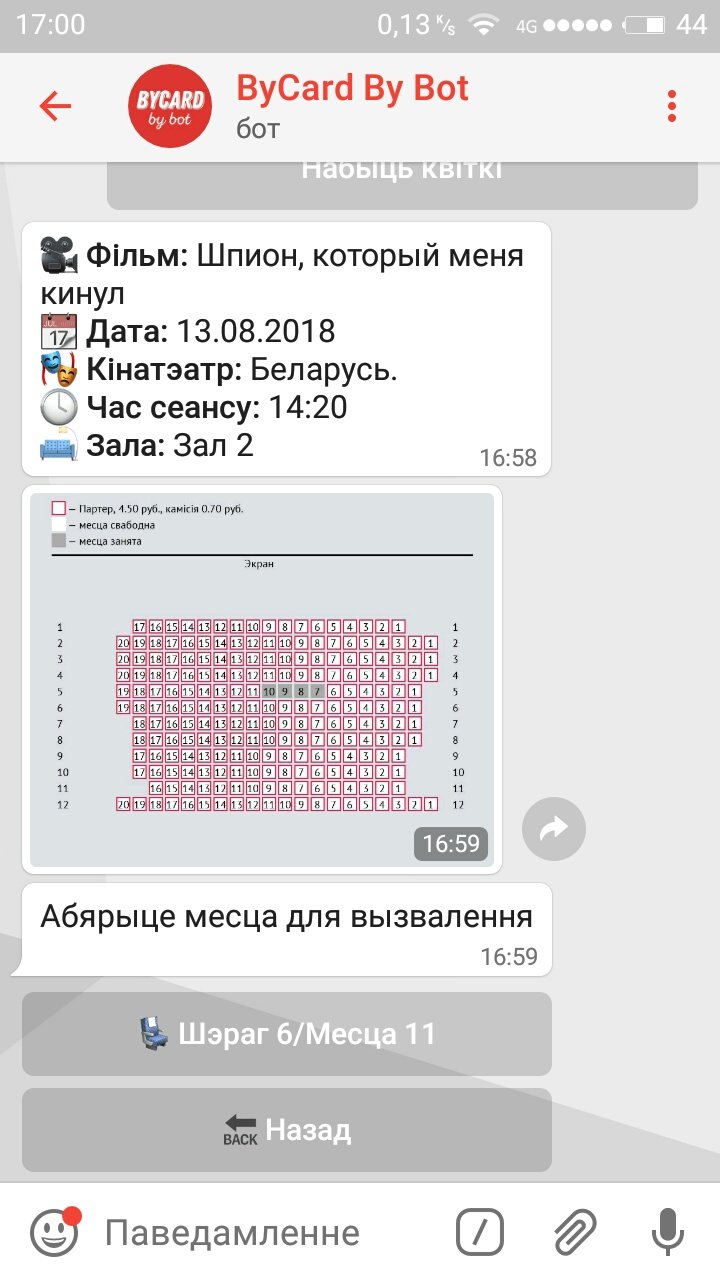 17:00
0,13 K/s
4G
44
BYCARD
by bot
ByCard By Bot
бот
Набыць квіткі
Фільм: Шпион, который меня
кинул
JUL
17
Дата: 13.08.2018
Кінатэатр: Беларусь.
Час сеансу: 14:20
Зала: Зал 2
16:58
– Партер, 4.50 руб., камісія 0.70 руб.
– месца свабодна
– месца занята
Экран
1 17 16 15 14 13 12 11 10 9 8 7 6 5 4 3 2 1 1
2 20 19 18 17 16 15 14 13 12 11 10 9 8 7 6 5 4 3 2 1 2
3 20 19 18 17 16 15 14 13 12 11 10 9 8 7 6 5 4 3 2 1 3
4 20 19 18 17 16 15 14 13 12 11 10 9 8 7 6 5 4 3 2 1 4
5 19 18 17 16 15 14 13 12 11 10 9 8 7 6 5 4 3 2 1 5
6 19 18 17 16 15 14 13 12 11 10 9 8 7 6 5 4 3 2 1 6
7 18 17 16 15 14 13 12 11 10 9 8 7 6 5 4 3 2 1 7
8 18 17 16 15 14 13 12 11 10 9 8 7 6 5 4 3 2 1 8
9 17 16 15 14 13 12 11 10 9 8 7 6 5 4 3 2 1 9
10 17 16 15 14 13 12 11 10 9 8 7 6 5 4 3 2 1 10
11 16 15 14 13 12 11 10 9 8 7 6 5 4 3 2 1 11
12 20 19 18 17 16 15 14 13 12 11 10 9 8 7 6 5 4 3 2 1 12
16:59
Абярыце месца для вызвалення
16:59
Шэраг 6/Месца 11
BACK Назад
Паведамленне